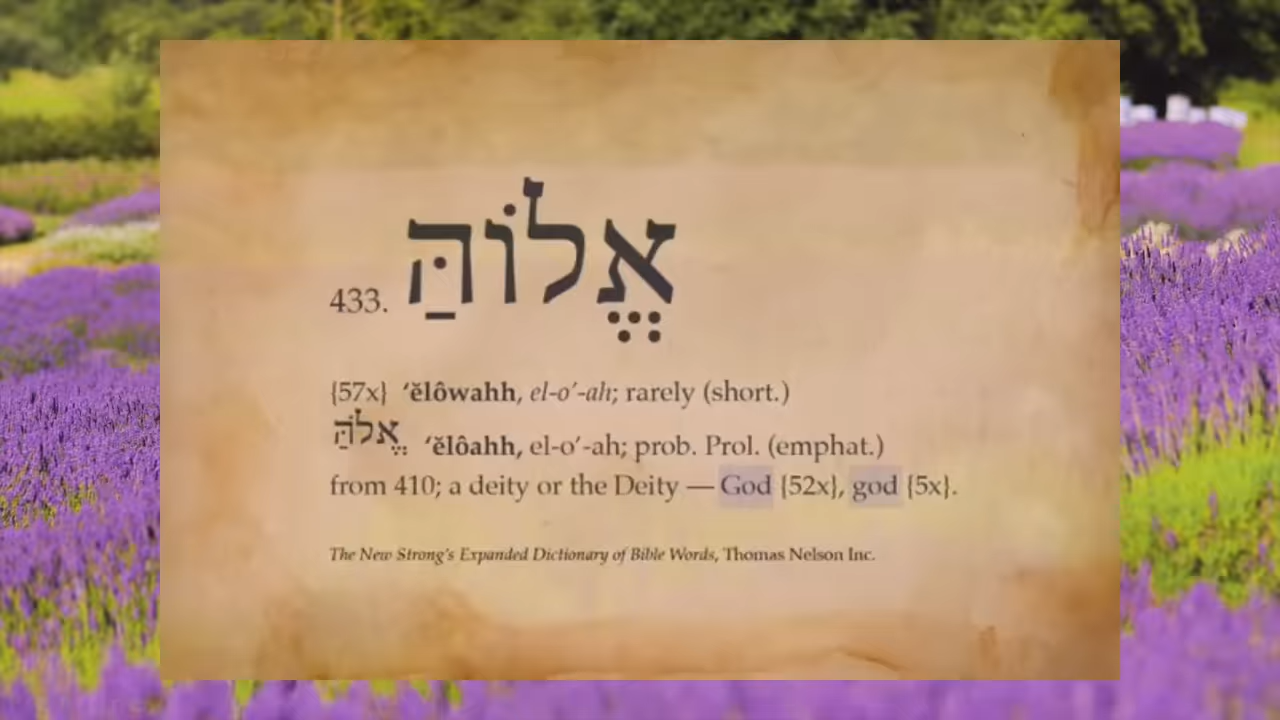 433. אֱלוֹהַּ
{57x} ‘ĕlôwahh, el-o′-ah; rarely (short.)
אֱלֹהַּ ‘ĕlôahh, el-o′-ah; prob. Prol. (emphat.)
from 410; a deity or the Deity — God {52x}, god {5x}.
The New Strong's Expanded Dictionary of Bible Words, Thomas Nelson Inc.